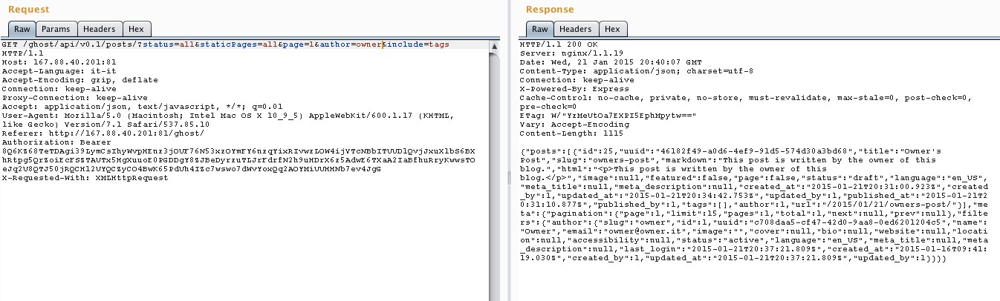 Request
Raw Params Headers Hex
GET /ghost/api/v0.1/posts/?status=all&staticPages=all&page=1&author=owner&include=tags
HTTP/1.1
Host: 167.88.40.201:81
Accept-Language: it-it
Accept-Encoding: gzip, deflate
Connection: keep-alive
Proxy-Connection: keep-alive
Accept: application/json, text/javascript, */*; q=0.01
User-Agent: Mozilla/5.0 (Macintosh; Intel Mac OS X 10_9_5) AppleWebKit/600.1.17 (KHTML,
like Gecko) Version/7.1 Safari/537.85.10
Referer: http://167.88.40.201:81/ghost/
Authorization: Bearer
X-Requested-With: XMLHttpRequest
Response
Raw Headers Hex
HTTP/1.1 200 OK
Server: nginx/1.1.19
Date: Wed, 21 Jan 2015 20:40:07 GMT
Content-Type: application/json; charset=utf-8
Connection: keep-alive
X-Powered-By: Express
Cache-Control: no-cache, private, no-store, must-revalidate, max-stale=0, post-check=0,
pre-check=0
ETag: W/"YzMeUtOa7EXPI5EphMpytw=="
Vary: Accept-Encoding
Content-Length: 1115
{"posts":[{"id":25,"uuid":"46182f49-a0d6-4ef9-91d5-574d30a3bd68","title":"Owner's
Post","slug":"owners-post","markdown":"This post is written by the owner of this
blog.","html":"<p>This post is written by the owner of this
blog.</p>","image":null,"featured":false,"page":false,"status":"draft","language":"en_US",
"meta_title":null,"meta_description":null,"created_at":"2015-01-21T20:31:00.923Z","created
_by":1,"updated_at":"2015-01-21T20:34:42.753Z","updated_by":1,"published_at":"2015-01-21T2
0:31:10.877Z","published_by":1,"tags":[],"author":1,"url":"/2015/01/21/owners-post/"}],"me
ta":{"pagination":{"page":1,"limit":15,"pages":1,"total":1,"next":null,"prev":null},"filte
rs":{"author":{"slug":"owner","id":1,"uuid":"c708daa5-cf47-42d0-9aa8-0ed6201204c5","name":
"Owner","email":"owner@owner.it","image":"","cover":null,"bio":null,"website":null,"locati
on":null,"accessibility":null,"status":"active","language":"en_US","meta_title":null,"meta
_description":null,"last_login":"2015-01-21T20:37:21.809Z","created_at":"2015-01-16T09:41:
19.030Z","created_by":1,"updated_at":"2015-01-21T20:37:21.809Z","updated_by":1}}}}